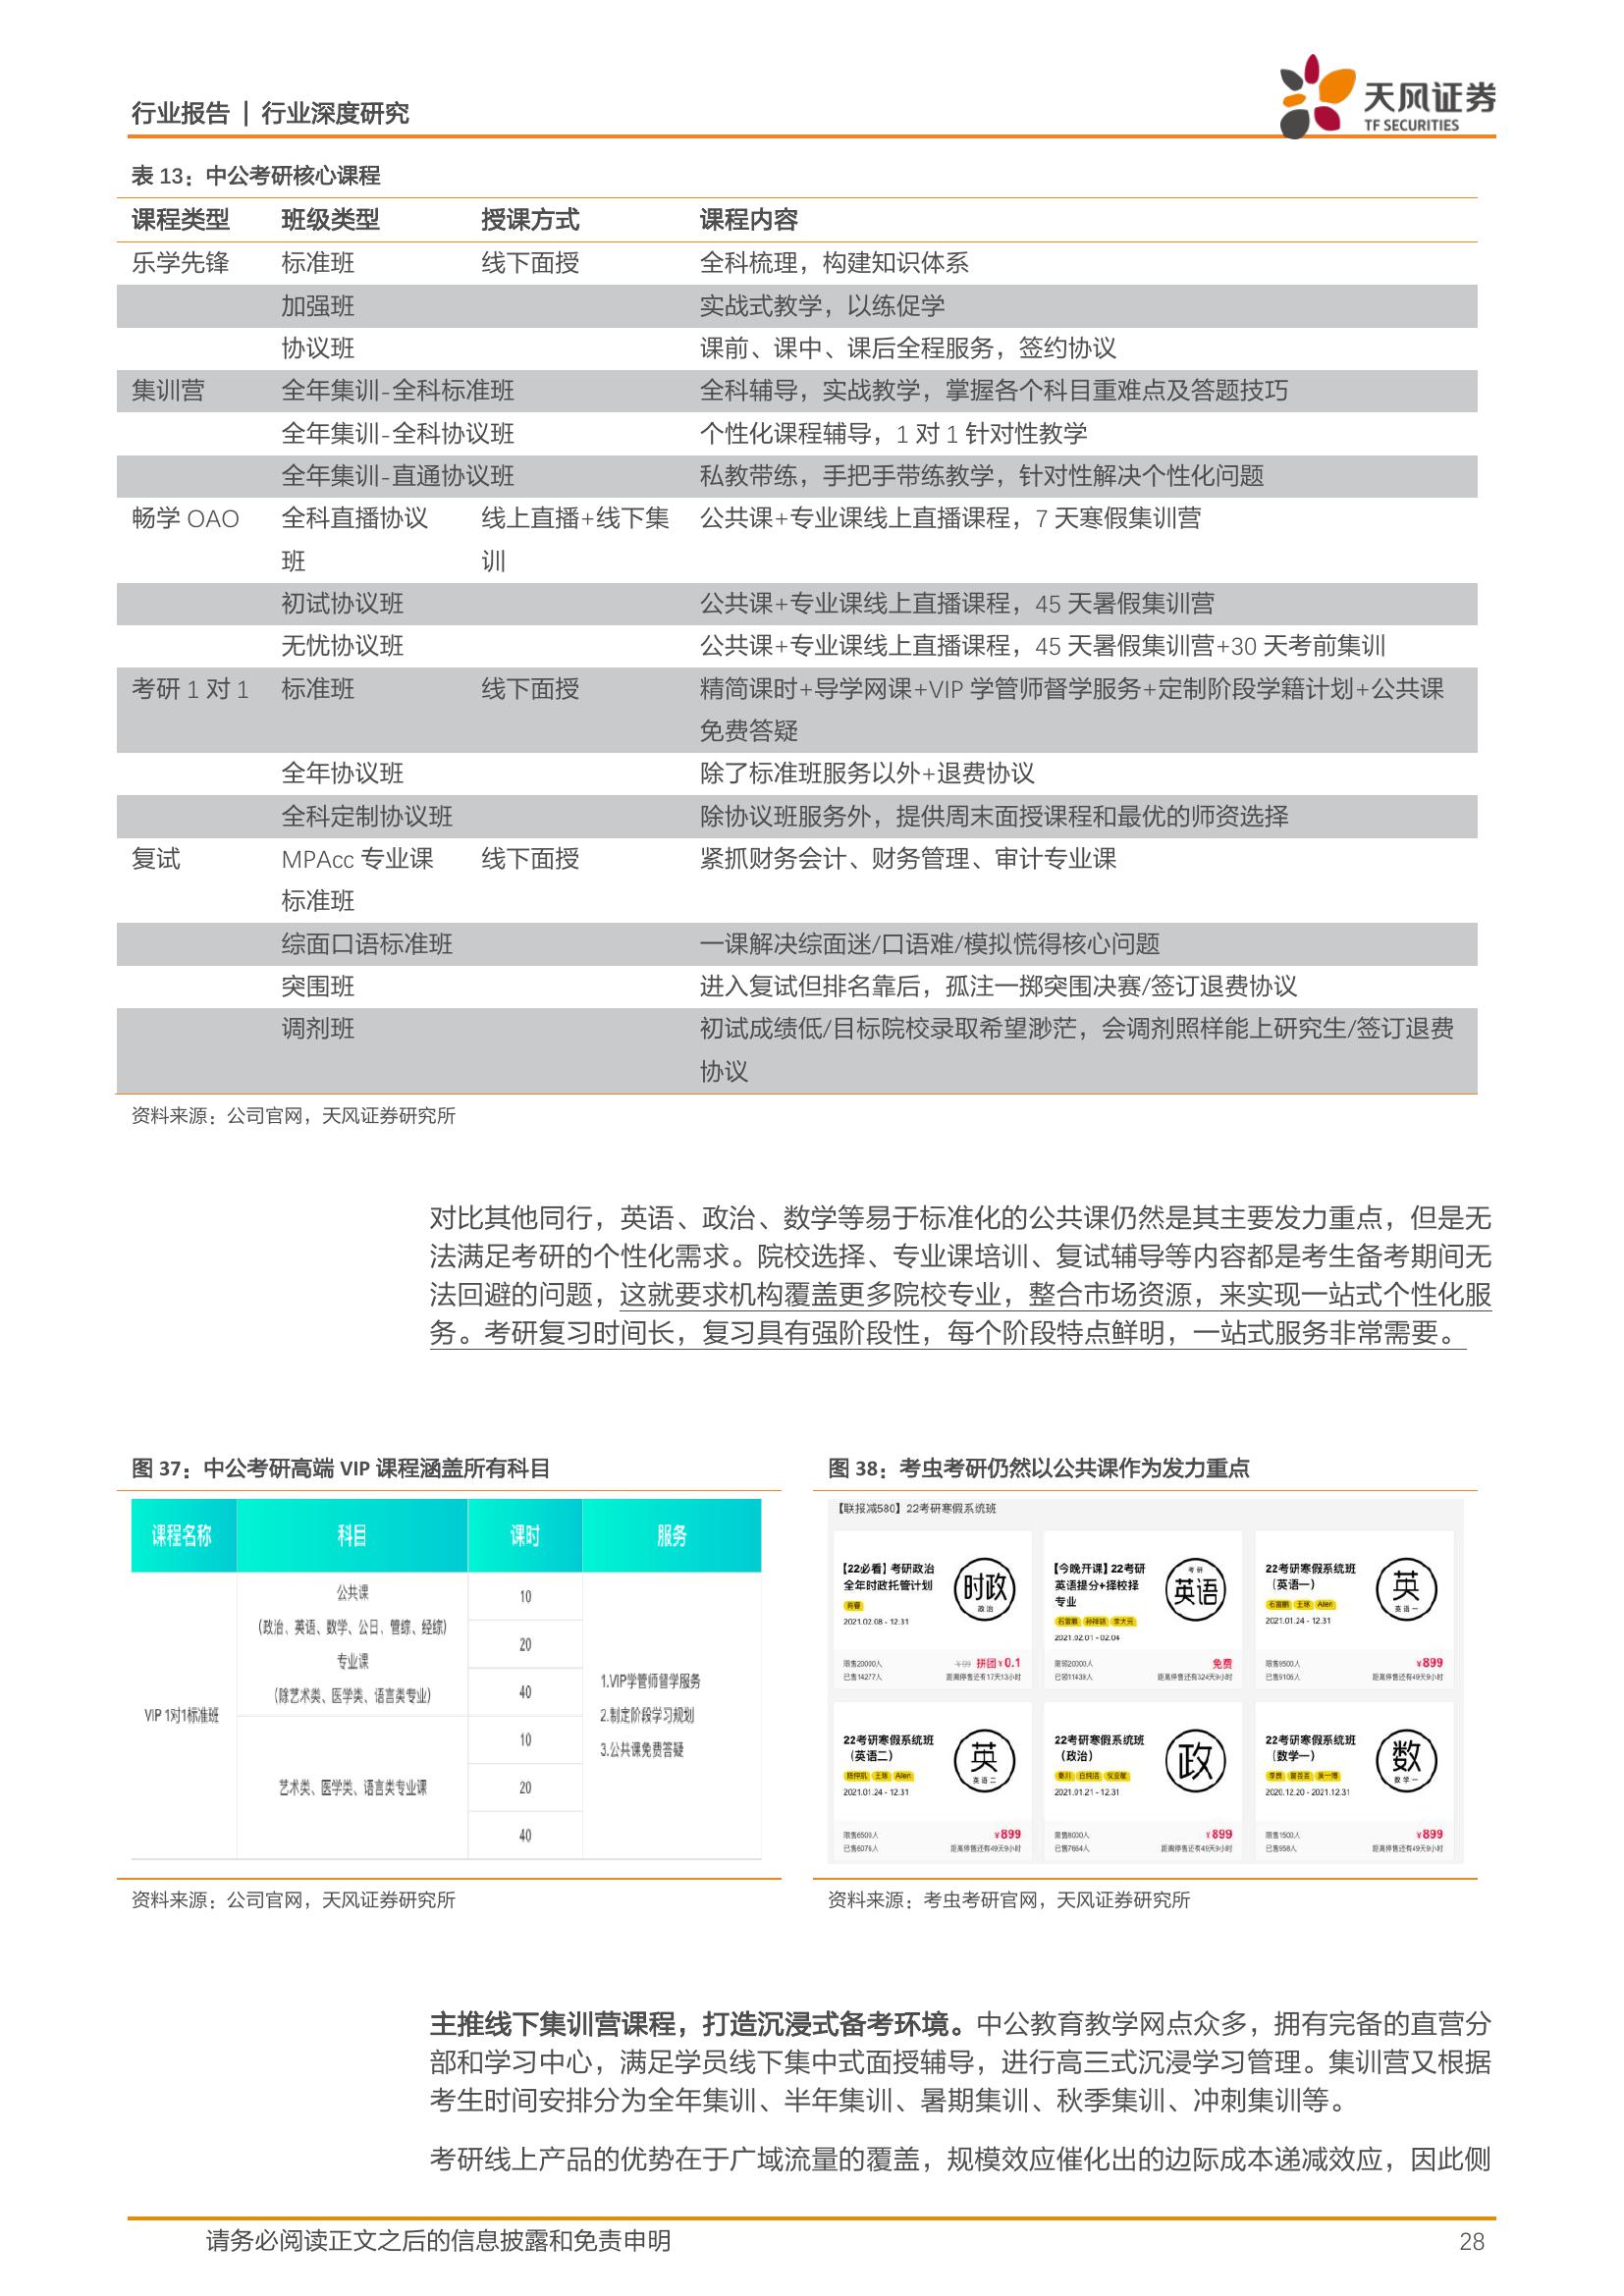 行业报告 | 行业深度研究
天风证券
TF SECURITIES
表 13：中公考研核心课程
课程类型 班级类型 授课方式 课程内容
乐学先锋 标准班 线下面授 全科梳理，构建知识体系
加强班 实战式教学，以练促学
协议班 课前、课中、课后全程服务，签约协议
集训营 全年集训-全科标准班 全科辅导，实战教学，掌握各个科目重难点及答题技巧
全年集训-全科协议班 个性化课程辅导，1 对 1 针对性教学
全年集训-直通协议班 私教带练，手把手带练教学，针对性解决个性化问题
畅学 OAO 全科直播协议 线上直播+线下集 公共课+专业课线上直播课程，7 天寒假集训营
班 训
初试协议班 公共课+专业课线上直播课程，45 天暑假集训营
无忧协议班 公共课+专业课线上直播课程，45 天暑假集训营+30 天考前集训
考研 1 对 1 标准班 线下面授 精简课时+导学网课+VIP 学管师督学服务+定制阶段学籍计划+公共课
免费答疑
全年协议班 除了标准班服务以外+退费协议
全科定制协议班 除协议班服务外，提供周末面授课程和最优的师资选择
复试 MPAcc 专业课 线下面授 紧抓财务会计、财务管理、审计专业课
标准班
综面口语标准班 一课解决综面迷/口语难/模拟慌得核心问题
突围班 进入复试但排名靠后，孤注一掷突围决赛/签订退费协议
调剂班 初试成绩低/目标院校录取希望渺茫，会调剂照样能上研究生/签订退费
协议
资料来源：公司官网，天风证券研究所
对比其他同行，英语、政治、数学等易于标准化的公共课仍然是其主要发力重点，但是无
法满足考研的个性化需求。院校选择、专业课培训、复试辅导等内容都是考生备考期间无
法回避的问题，这就要求机构覆盖更多院校专业，整合市场资源，来实现一站式个性化服
务。考研复习时间长，复习具有强阶段性，每个阶段特点鲜明，一站式服务非常需要。
图 37：中公考研高端 VIP 课程涵盖所有科目
课程名称 科目 课时 服务
公共课
（政治、英语、数学、公日、管综、经综）
专业课
（除艺术类、医学类、语言类专业）
10
20
40
VIP 1对1标准班
艺术类、医学类、语言类专业课
10
20
40
1.VIP学管师督学服务
2.制定阶段学习规划
3.公共课免费答疑
资料来源：公司官网，天风证券研究所
图 38：考虫考研仍然以公共课作为发力重点
【联报减580】22考研寒假系统班
【22必看】考研政治
全年时政托管计划
2021.02.08 - 12.31
时政
政治
限售20000人 ¥99 拼团¥0.1
已售14277人 距离停售还有17天13小时
【今晚开课】22考研
英语提分+择校择
专业
2021.02.01 - 02.04
考研
英语
限领20000人 免费
已领11439人 距离停售还有324天9小时
22考研寒假系统班
（英语一）
石雷鹏 王琢 Allen
2021.01.24 - 12.31
英
英语一
限售9500人 ¥899
已售9106人 距离停售还有49天9小时
22考研寒假系统班
（英语二）
陈仲凯 王琢 Allen
2021.01.24 - 12.31
英
英语二
限售6500人 ¥899
已售6076人 距离停售还有49天9小时
22考研寒假系统班
（政治）
2021.01.21 - 12.31
政
限售8000人 ¥899
已售7664人 距离停售还有49天9小时
22考研寒假系统班
（数学一）
2020.12.20 - 2021.12.31
数
数学一
限售1500人 ¥899
已售958人 距离停售还有49天9小时
资料来源：考虫考研官网，天风证券研究所
主推线下集训营课程，打造沉浸式备考环境。中公教育教学网点众多，拥有完备的直营分
部和学习中心，满足学员线下集中式面授辅导，进行高三式沉浸学习管理。集训营又根据
考生时间安排分为全年集训、半年集训、暑期集训、秋季集训、冲刺集训等。
考研线上产品的优势在于广域流量的覆盖，规模效应催化出的边际成本递减效应，因此侧
请务必阅读正文之后的信息披露和免责申明 28